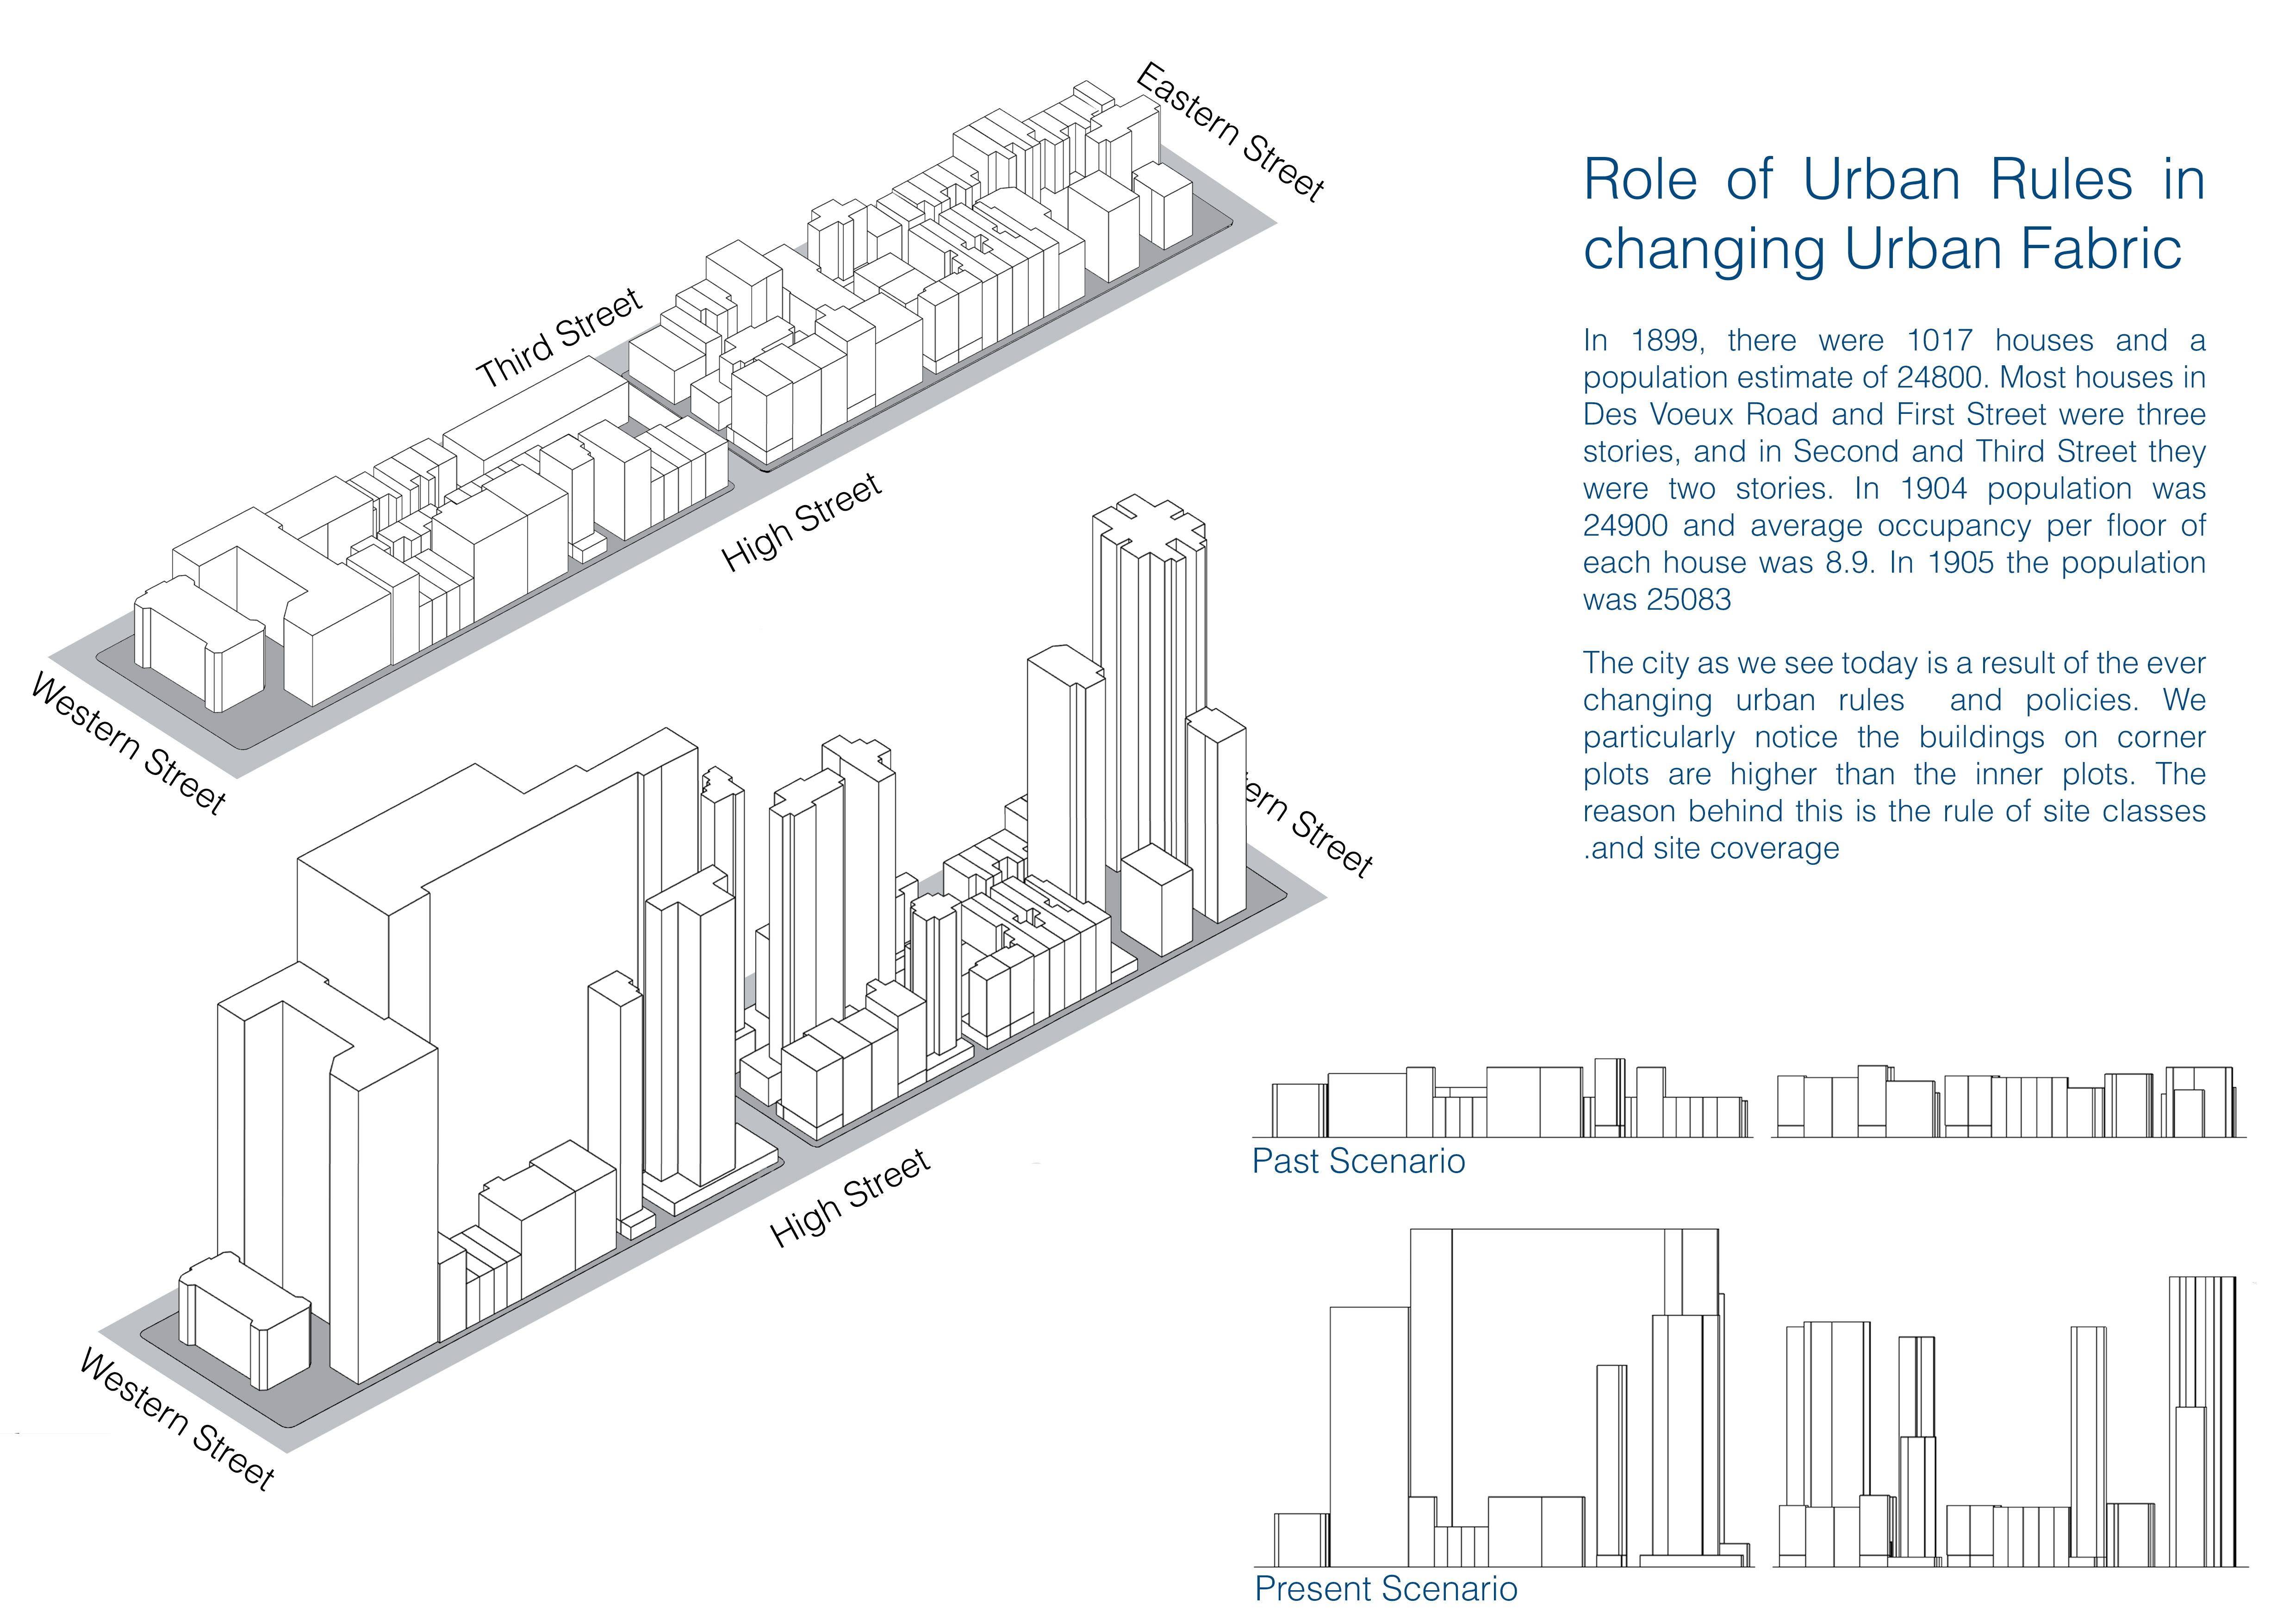 Eastern Street
Third Street
High Street
Western Street
Role of Urban Rules in
changing Urban Fabric
In 1899, there were 1017 houses and a
population estimate of 24800. Most houses in
Des Voeux Road and First Street were three
stories, and in Second and Third Street they
were two stories. In 1904 population was
24900 and average occupancy per floor of
each house was 8.9. In 1905 the population
was 25083
The city as we see today is a result of the ever
changing urban rules and policies. We
particularly notice the buildings on corner
plots are higher than the inner plots. The
reason behind this is the rule of site classes
.and site coverage
ern Street
High Street
Western Street
Past Scenario
Present Scenario